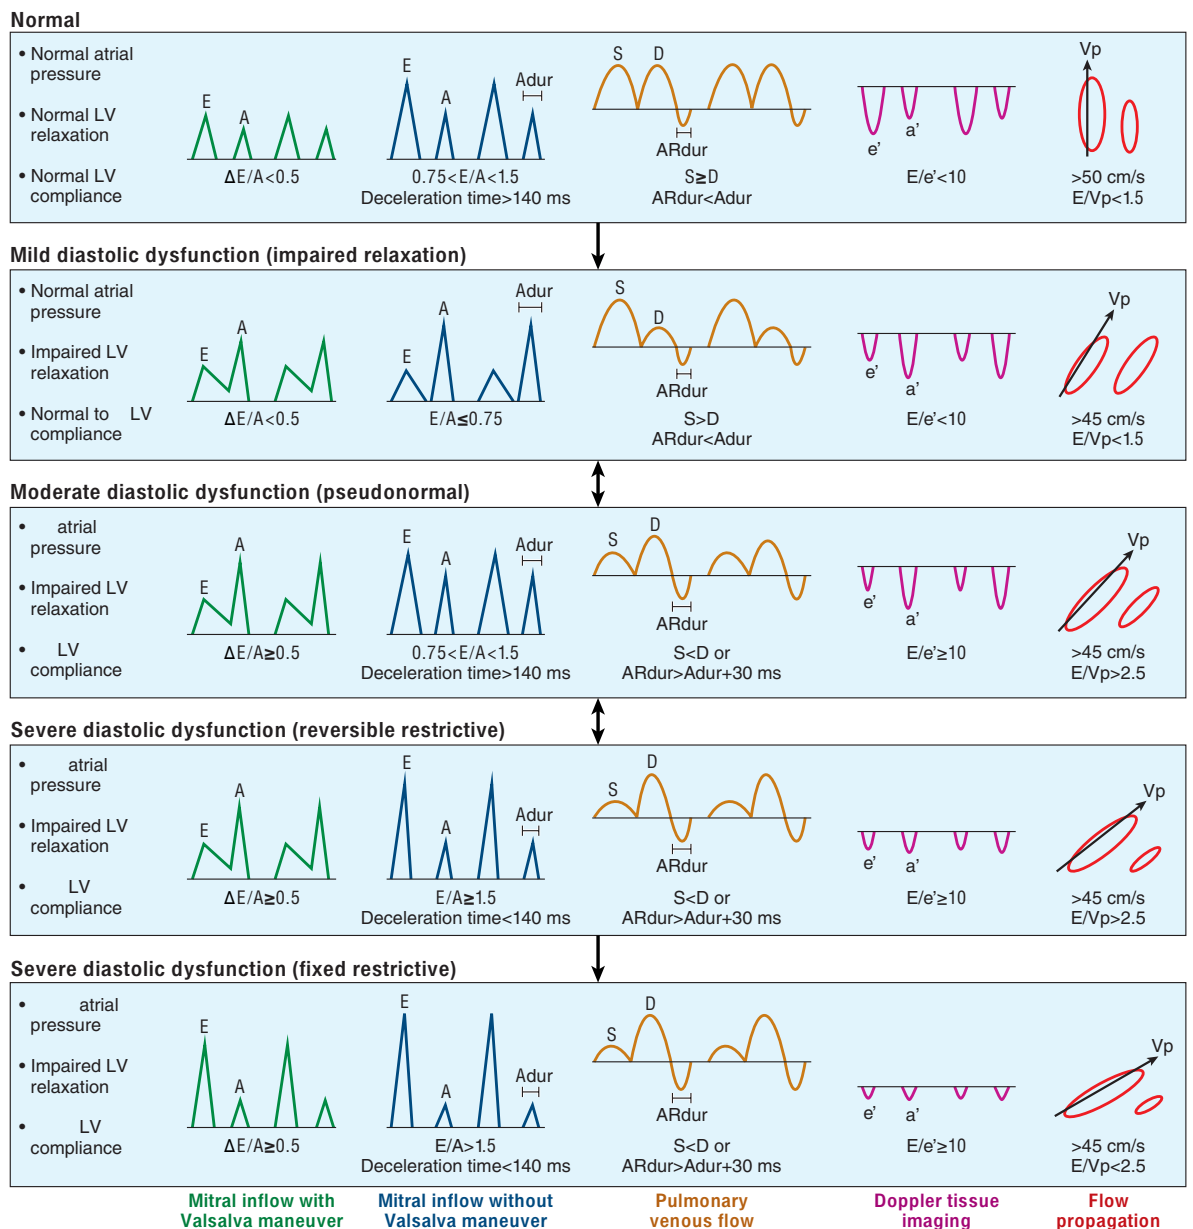 Normal
• Normal atrial
pressure
• Normal LV
relaxation
• Normal LV
compliance
E
A
ΔE/A<0.5
E
A
Adur
0.75<E/A<1.5
Deceleration time>140 ms
S
D
ARdur
S≥D
ARdur<Adur
e’
a’
E/e’<10
Vp
>50 cm/s
E/Vp<1.5
Mild diastolic dysfunction (impaired relaxation)
• Normal atrial
pressure
• Impaired LV
relaxation
• Normal to LV
compliance
E
A
ΔE/A<0.5
E
A
Adur
E/A≤0.75
S
D
ARdur
S>D
ARdur<Adur
e’
a’
E/e’<10
Vp
>45 cm/s
E/Vp<1.5
Moderate diastolic dysfunction (pseudonormal)
• atrial
pressure
• Impaired LV
relaxation
• LV
compliance
E
A
ΔE/A≥0.5
E
A
Adur
0.75<E/A<1.5
Deceleration time>140 ms
S
D
ARdur
S<D or
ARdur>Adur+30 ms
e’
a’
E/e’≥10
Vp
>45 cm/s
E/Vp>2.5
Severe diastolic dysfunction (reversible restrictive)
• atrial
pressure
• Impaired LV
relaxation
• LV
compliance
E
A
ΔE/A≥0.5
E
A
Adur
E/A≥1.5
Deceleration time<140 ms
S
D
ARdur
S<D or
ARdur>Adur+30 ms
e’
a’
E/e’≥10
Vp
>45 cm/s
E/Vp>2.5
Severe diastolic dysfunction (fixed restrictive)
• atrial
pressure
• Impaired LV
relaxation
• LV
compliance
E
A
ΔE/A≥0.5
E
A
Adur
E/A>1.5
Deceleration time<140 ms
S
D
ARdur
S<D or
ARdur>Adur+30 ms
e’
a’
E/e’≥10
Vp
>45 cm/s
E/Vp<2.5
Mitral inflow with
Valsalva maneuver
Mitral inflow without
Valsalva maneuver
Pulmonary
venous flow
Doppler tissue
imaging
Flow
propagation